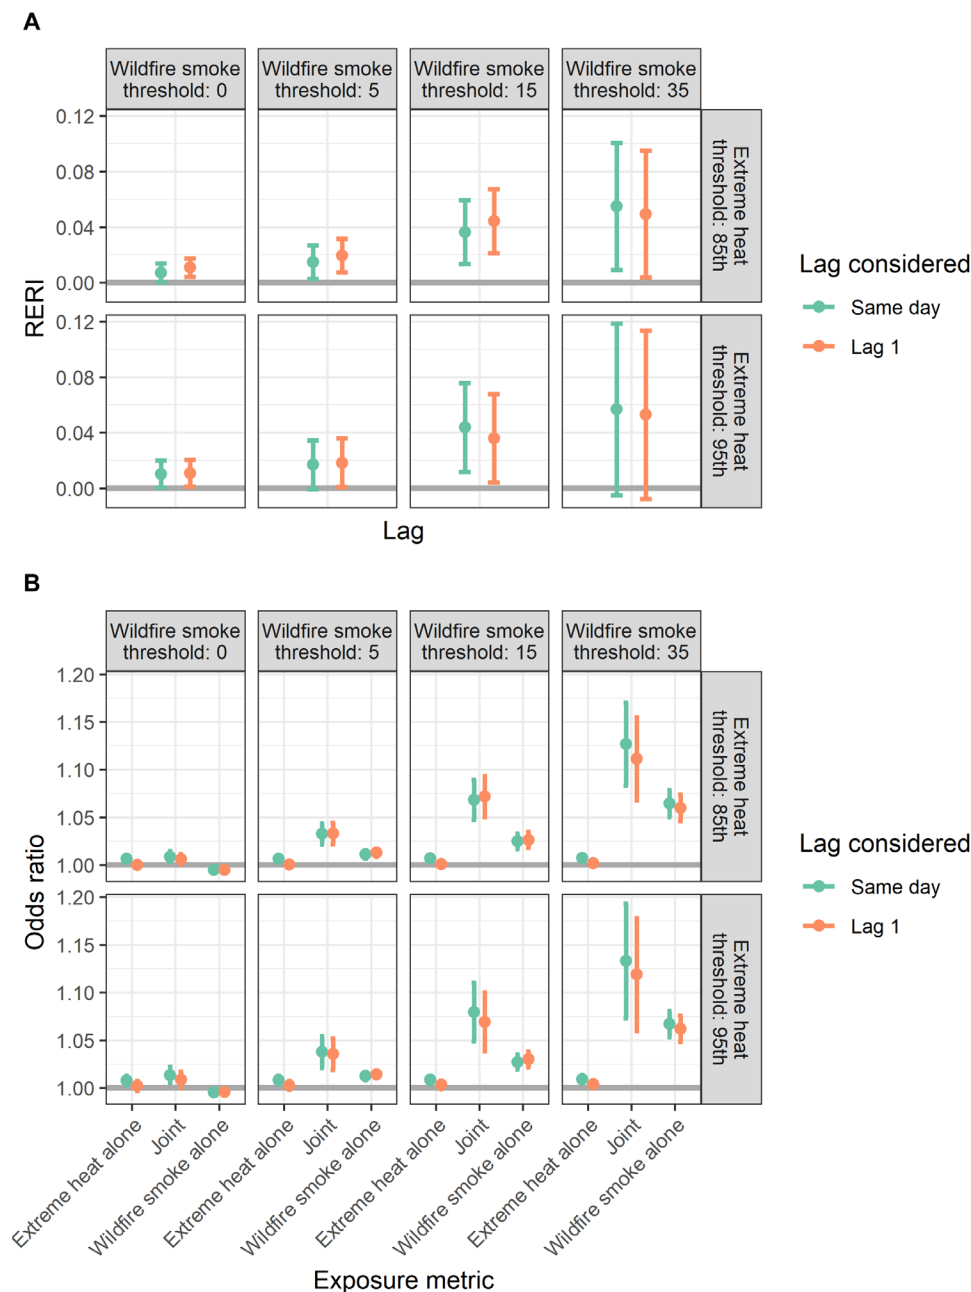 A
Wildfire smoke
threshold: 0
Wildfire smoke
threshold: 5
Wildfire smoke
threshold: 15
Wildfire smoke
threshold: 35
0.12
0.08
0.04
0.00
Extreme heat
threshold: 85th
0.12
0.08
0.04
0.00
Extreme heat
threshold: 95th
RERI
Lag
Lag considered
Same day
Lag 1
B
Wildfire smoke
threshold: 0
Wildfire smoke
threshold: 5
Wildfire smoke
threshold: 15
Wildfire smoke
threshold: 35
1.20
1.15
1.10
1.05
1.00
Extreme heat
threshold: 85th
1.20
1.15
1.10
1.05
1.00
Extreme heat
threshold: 95th
Odds ratio
Extreme heat alone
Joint
Wildfire smoke alone
Extreme heat alone
Joint
Wildfire smoke alone
Extreme heat alone
Joint
Wildfire smoke alone
Extreme heat alone
Joint
Wildfire smoke alone
Exposure metric
Lag considered
Same day
Lag 1